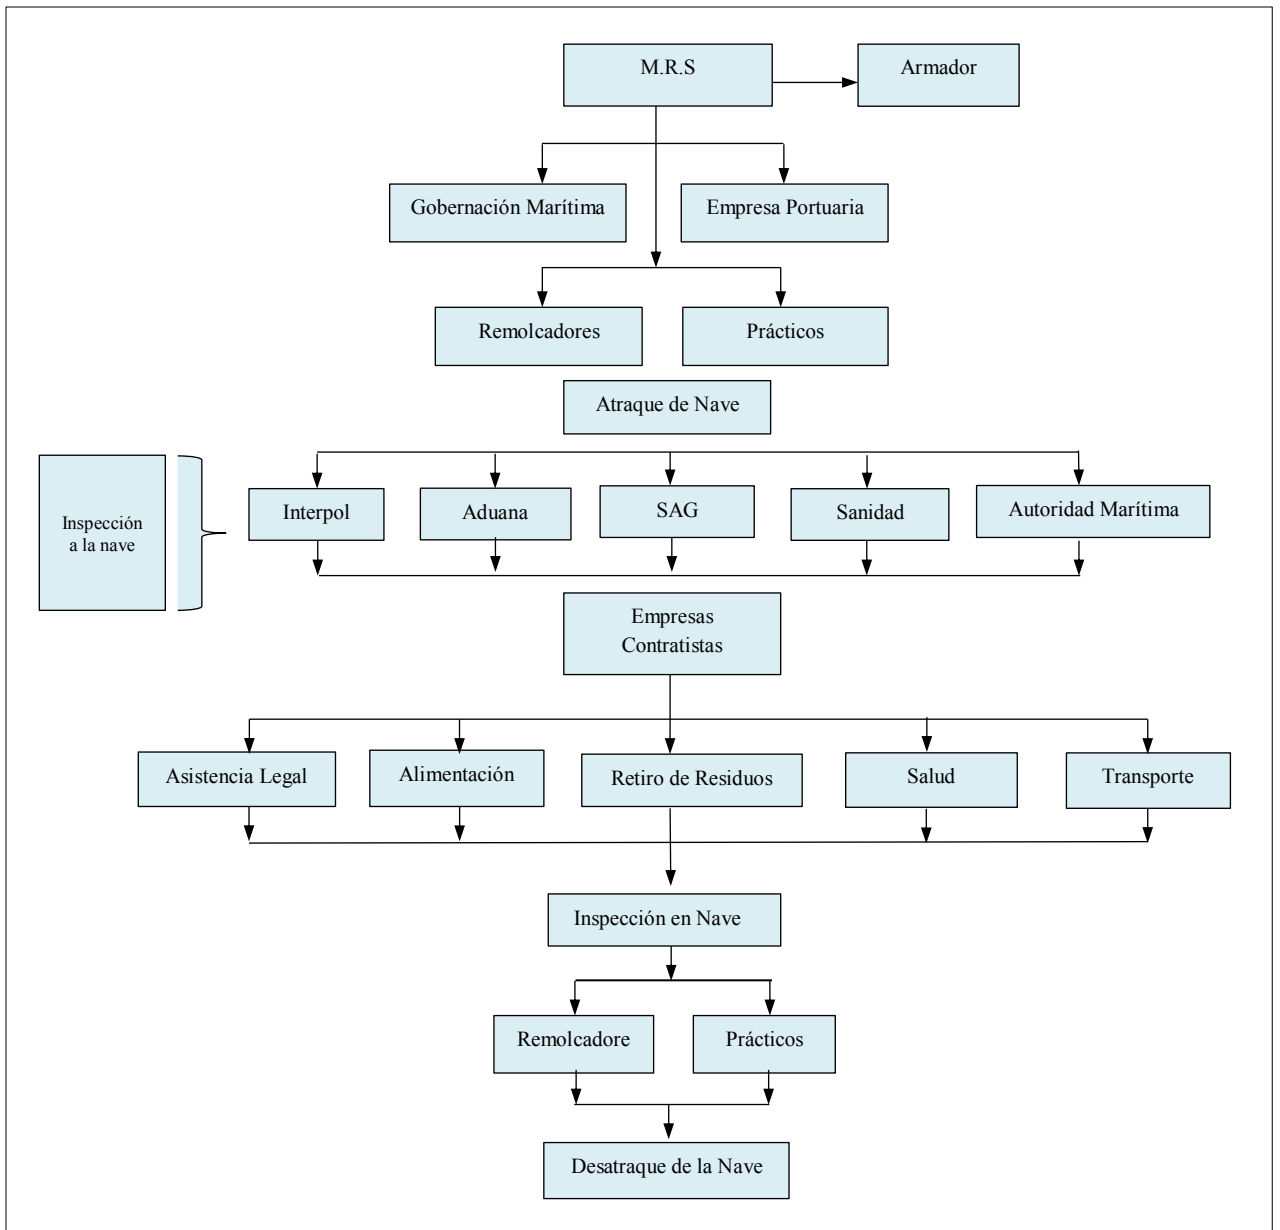 M.R.S
Armador
Gobernación Marítima
Empresa Portuaria
Remolcadores
Prácticos
Atraque de Nave
Inspección
a la nave
Interpol
Aduana
SAG
Sanidad
Autoridad Marítima
Empresas
Contratistas
Asistencia Legal
Alimentación
Retiro de Residuos
Salud
Transporte
Inspección en Nave
Remolcadore
Prácticos
Desatraque de la Nave